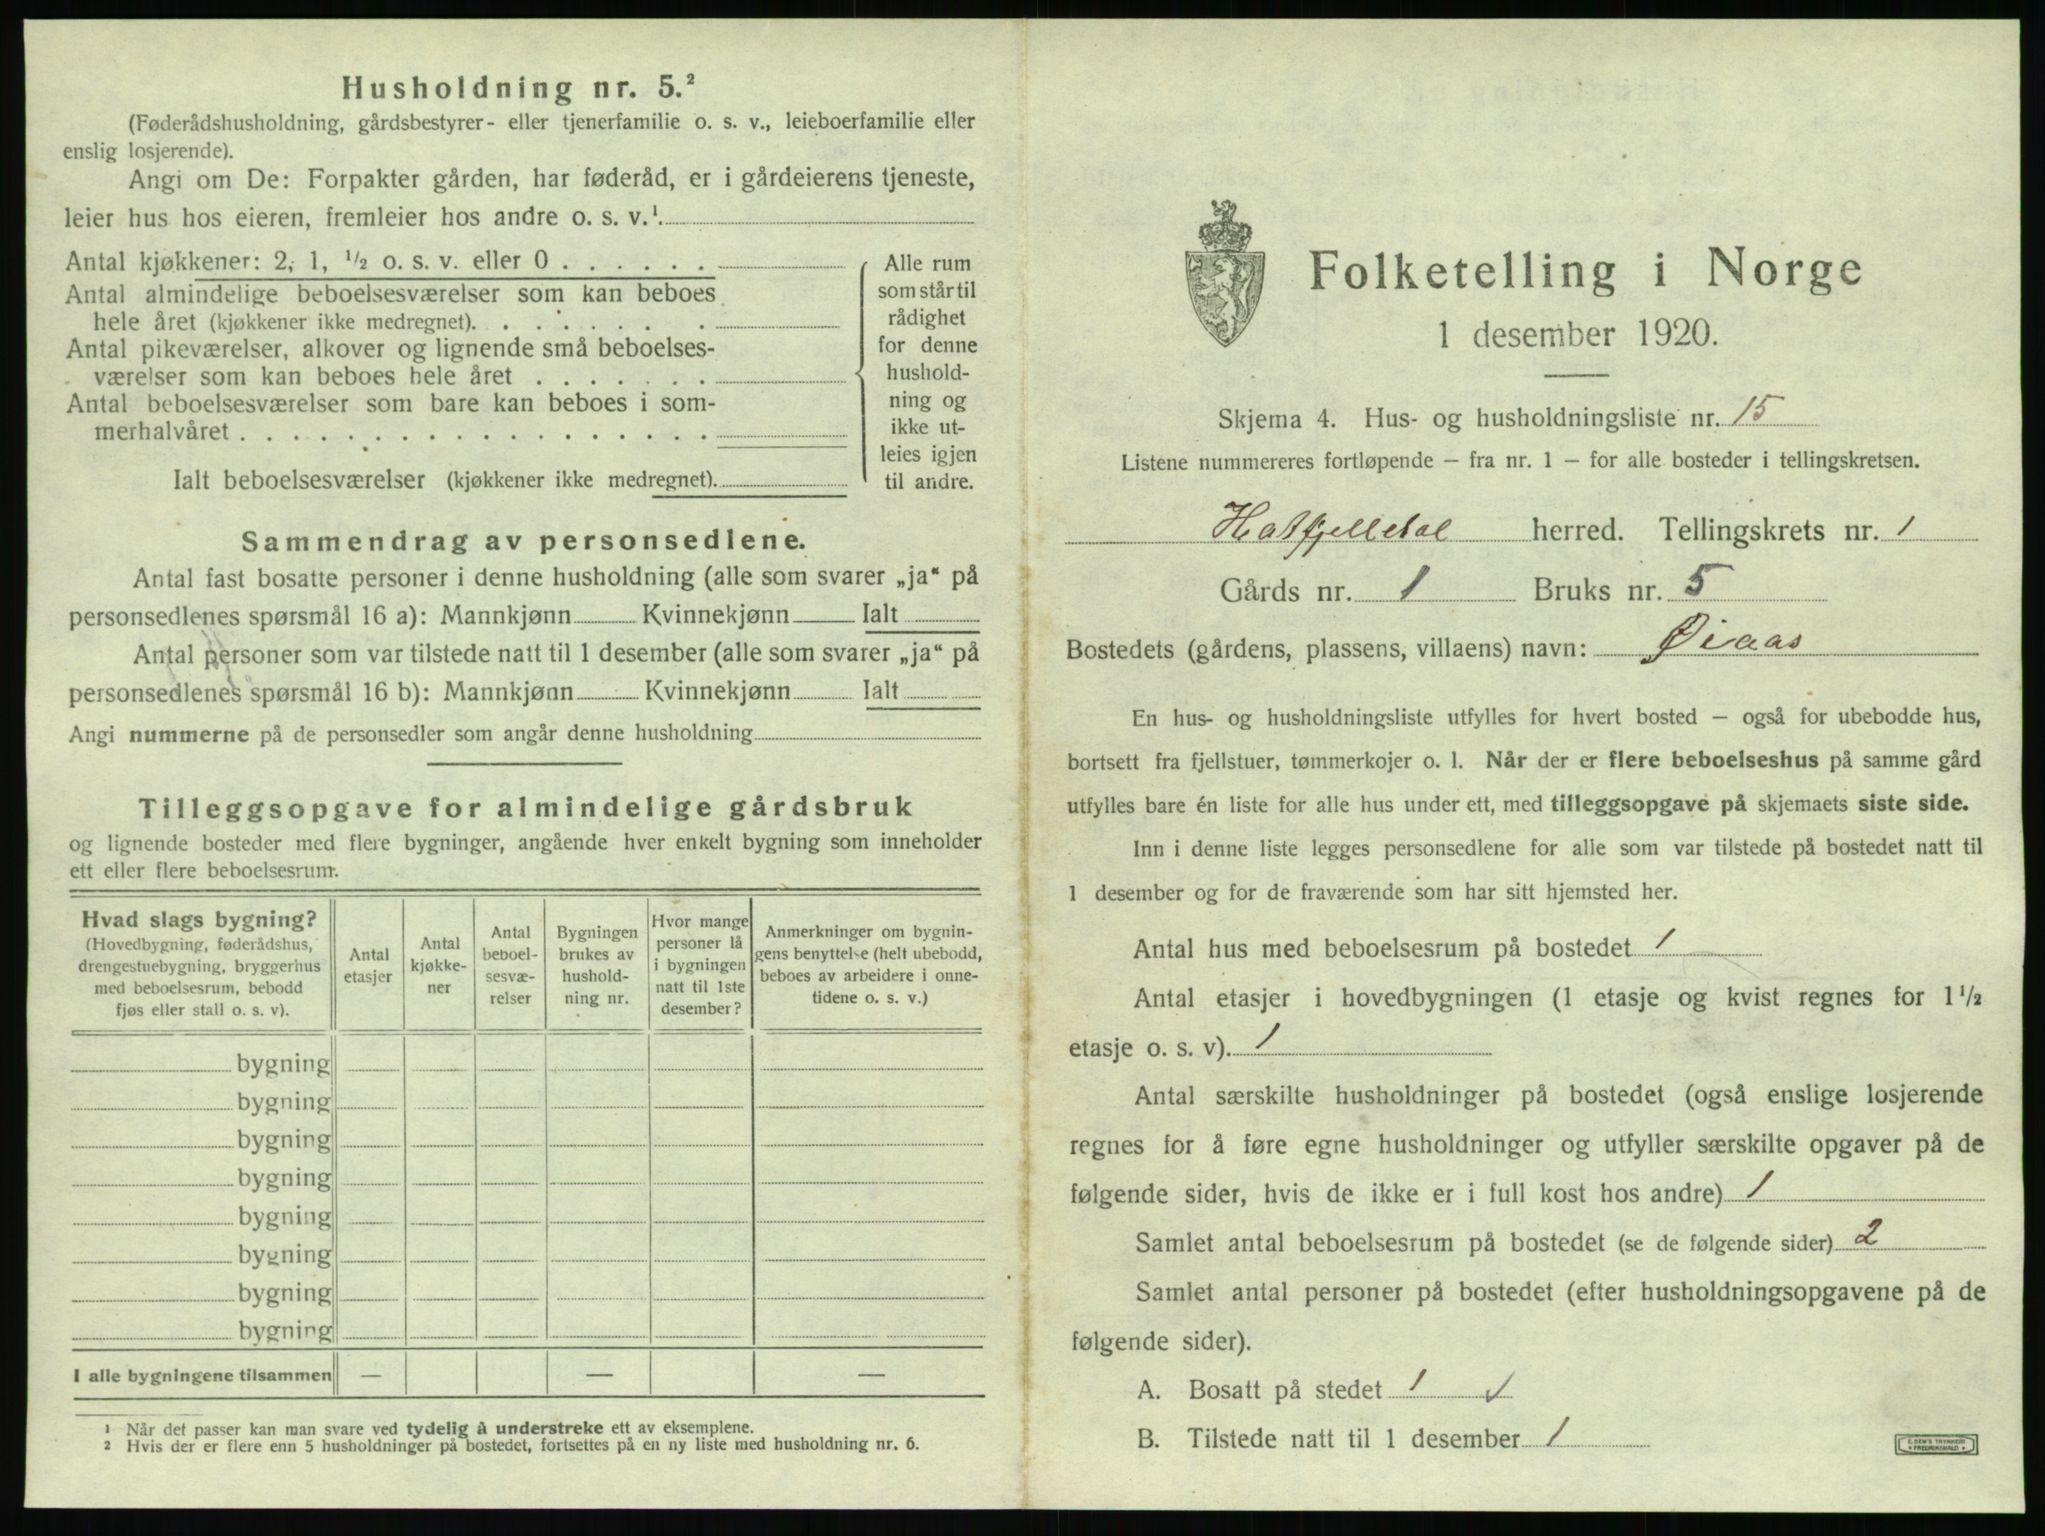 Husholdning nr. 5.²
(Føderådshusholdning, gårdsbestyrer- eller tjenerfamilie o. s. v., leieboerfamilie eller
enslig losjerende).
Angi om De: Forpakter gården, har føderåd, er i gårdeierens tjeneste,
leier hus hos eieren, fremleier hos andre o. s. v.¹
Antal kjøkkener: 2, 1, ½ o. s. v. eller 0
Antal almindelige beboelsesværelser som kan beboes
hele året (kjøkkener ikke medregnet).
Antal pikeværelser, alkover og lignende små beboelses-
værelser som kan beboes hele året
Antal beboelsesværelser som bare kan beboes i som-
merhalvåret
Ialt beboelsesværelser (kjøkkener ikke medregnet).
Alle rum
som står til
rådighet
for denne
hushold-
ning og
ikke ut-
leies igjen
til andre.
Sammendrag av personsedlene.
Antal fast bosatte personer i denne husholdning (alle som svarer „ja“ på
personsedlenes spørsmål 16 a): Mannkjønn Kvinnekjønn Ialt
Antal personer som var tilstede natt til 1 desember (alle som svarer „ja“ på
personsedlenes spørsmål 16 b): Mannkjønn Kvinnekjønn Ialt
Angi nummerne på de personsedler som angår denne husholdning
Tilleggsopgave for almindelige gårdsbruk
og lignende bosteder med flere bygninger, angående hver enkelt bygning som inneholder
ett eller flere beboelsesrum.
Hvad slags bygning?
(Hovedbygning, føderådshus,
drengestuebygning, bryggerhus
med beboelsesrum, bebodd
fjøs eller stall o. s. v).
Antal
etasjer
Antal
kjøkke-
ner
Antal
beboel-
sesvæ-
relser
Bygningen
brukes av
hushold-
ning nr.
Hvor mange
personer lå
i bygningen
natt til 1ste
desember?
Anmerkninger om bygnin-
gens benyttelse (helt ubebodd,
beboes av arbeidere i onne-
tidene o. s. v.)
bygning
bygning
bygning
bygning
bygning
bygning
bygning
bygning
I alle bygningene tilsammen — — —
¹ Når det passer kan man svare ved tydelig å understreke ett av eksemplene.
² Hvis der er flere enn 5 husholdninger på bostedet, fortsettes på en ny liste med husholdning nr. 6.
Folketelling i Norge
1 desember 1920.
Skjema 4. Hus- og husholdningsliste nr. 15
Listene nummereres fortløpende – fra nr. 1 – for alle bosteder i tellingskretsen.
Hatfjelldal herred. Tellingskrets nr. 1
Gårds nr. 1 Bruks nr. 5
Bostedets (gårdens, plassens, villaens) navn: Øiaas
En hus- og husholdningsliste utfylles for hvert bosted – også for ubebodde hus,
bortsett fra fjellstuer, tømmerkojer o. l. Når der er flere beboelseshus på samme gård
utfylles bare én liste for alle hus under ett, med tilleggsopgave på skjemaets siste side.
Inn i denne liste legges personsedlene for alle som var tilstede på bostedet natt til
1 desember og for de fraværende som har sitt hjemsted her.
Antal hus med beboelsesrum på bostedet 1
Antal etasjer i hovedbygningen (1 etasje og kvist regnes for 1½
etasje o. s. v). 1
Antal særskilte husholdninger på bostedet (også enslige losjerende
regnes for å føre egne husholdninger og utfyller særskilte opgaver på de
følgende sider, hvis de ikke er i full kost hos andre) 1
Samlet antal beboelsesrum på bostedet (se de følgende sider) 2
Samlet antal personer på bostedet (efter husholdningsopgavene på de
følgende sider).
A. Bosatt på stedet 1 ✓
B. Tilstede natt til 1 desember 1
E. SEM'S TRYKKERI
FREDRIKSHALD